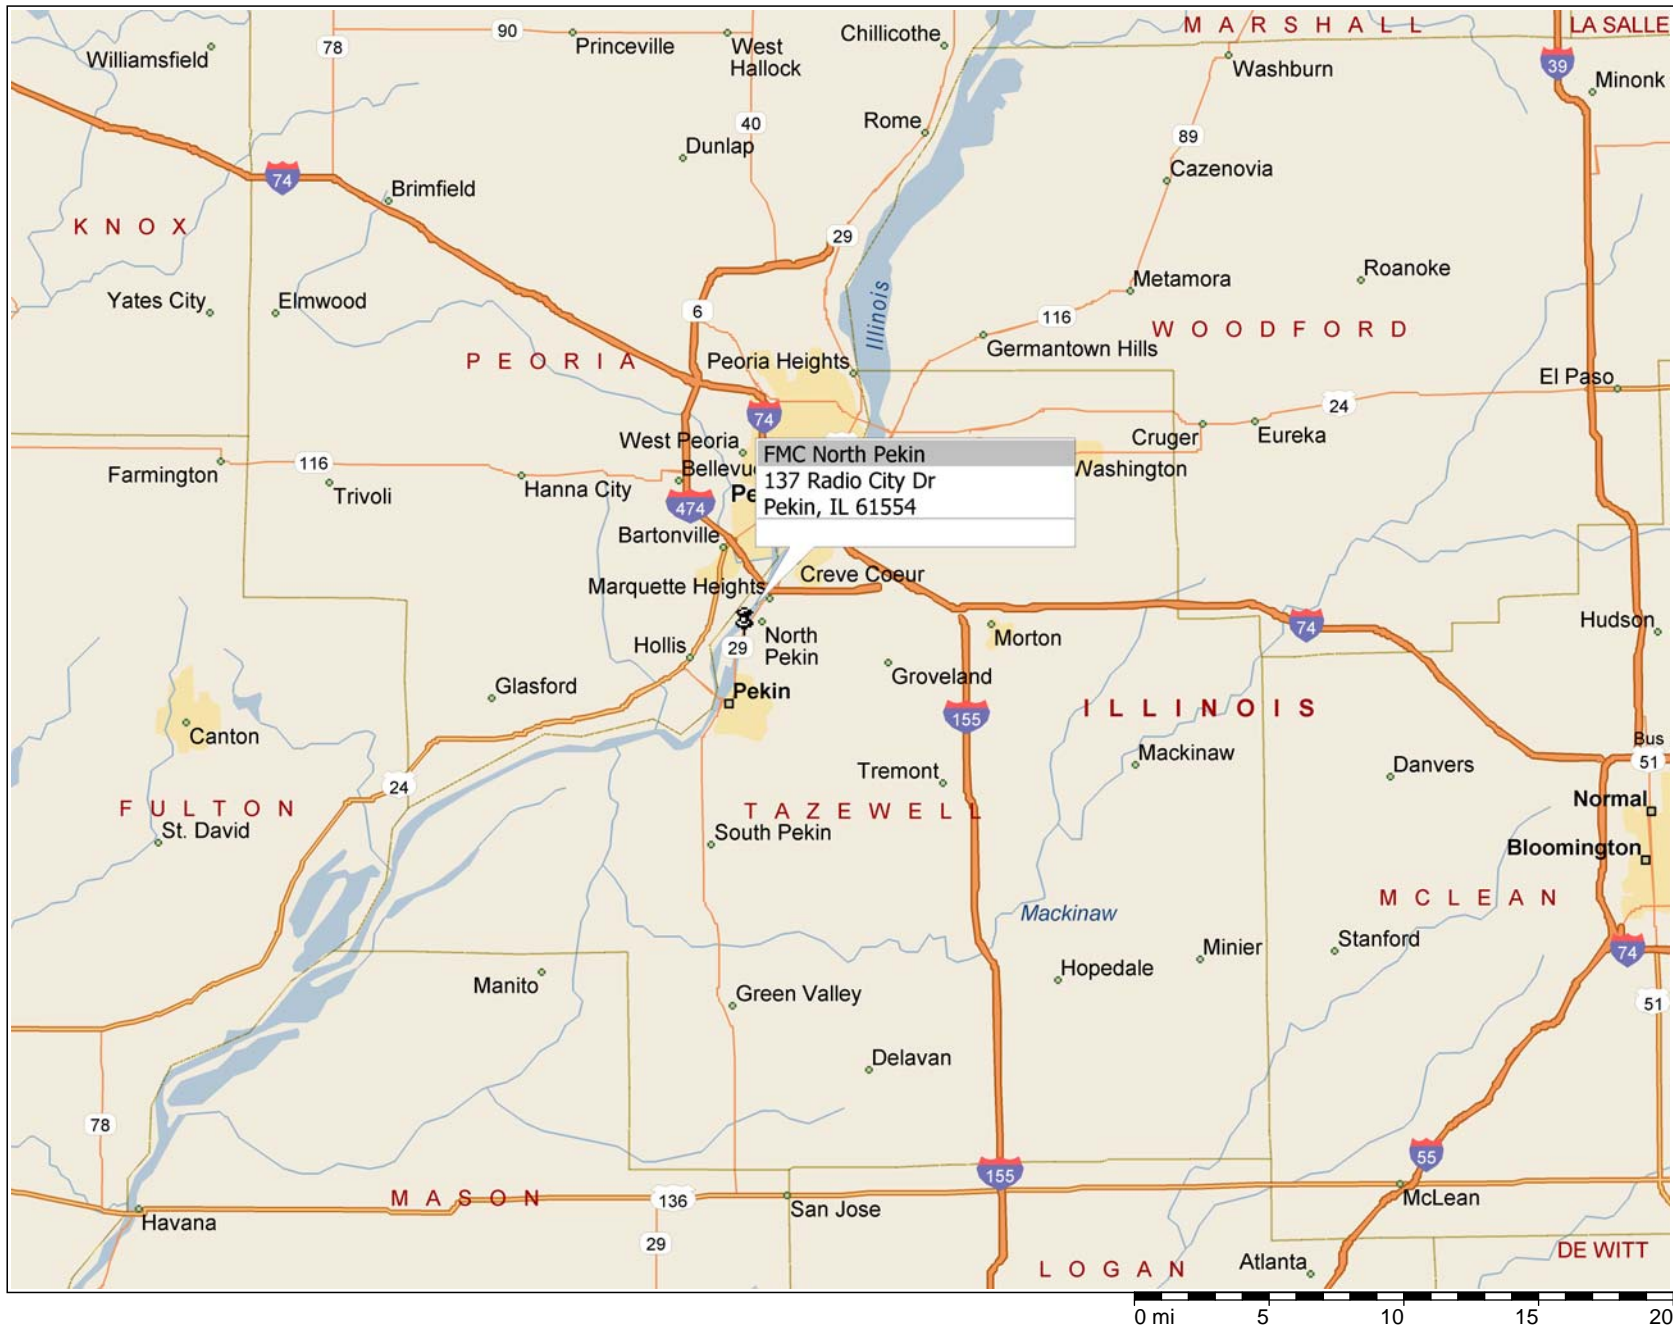 MARSHALL
LA SALLE
90
78
Princeville
West
Hallock
Chillicothe
Williamsfield
Washburn
39
Minonk
Rome
40
89
Dunlap
Cazenovia
74
Brimfield
KNOX
29
Metamora
Roanoke
Yates City
Elmwood
6
Illinois
116
WOODFORD
Germantown Hills
PEORIA
Peoria Heights
El Paso
24
74
Cruger
Eureka
West Peoria
FMC North Pekin
137 Radio City Dr
Pekin, IL 61554
Washington
Farmington
116
Trivoli
Hanna City
Bellevu
Pe
474
Bartonville
Marquette Heights
Creve Coeur
Hudson
74
North
Pekin
Morton
Hollis
29
Groveland
Glasford
Pekin
155
ILLINOIS
Canton
Mackinaw
Bus
51
Danvers
Tremont
24
Normal
FULTON
St. David
TAZEWELL
South Pekin
Bloomington
MCLEAN
Mackinaw
Minier
Stanford
74
Hopedale
Manito
Green Valley
51
Delavan
78
55
155
MASON
136
San Jose
McLean
Havana
29
LOGAN
Atlanta
DE WITT
0 mi 5 10 15 20